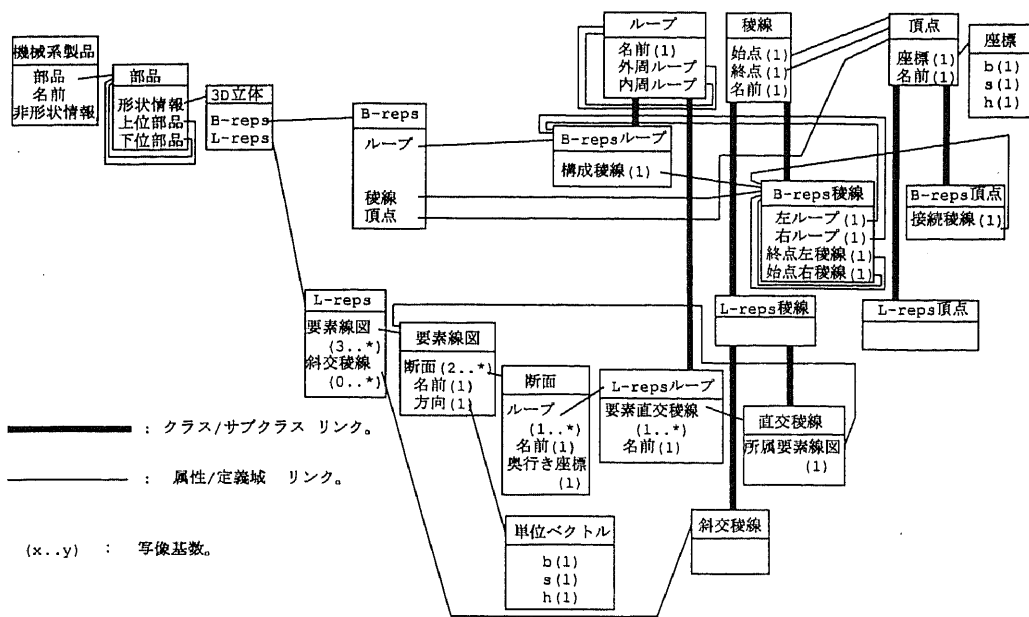 機械系製品
部品
名前
非形状情報
部品
形状情報
上位部品
下位部品
3D立体
B-reps
L-reps
B-reps
ループ
稜線
頂点
ループ
名前(1)
外周ループ
内周ループ
稜線
始点(1)
終点(1)
名前(1)
頂点
座標(1)
名前(1)
座標
b(1)
s(1)
h(1)
B-repsループ
構成稜線(1)
B-reps稜線
左ループ(1)
右ループ(1)
終点左稜線(1)
始点右稜線(1)
B-reps頂点
接続稜線(1)
L-reps稜線
L-reps頂点
L-reps
要素線図
(3..*)
斜交稜線
(0..*)
要素線図
断面(2..*)
名前(1)
方向(1)
断面
ループ
(1..*)
名前(1)
奥行き座標
(1)
L-repsループ
要素直交稜線
(1..*)
名前(1)
直交稜線
所属要素線図
(1)
斜交稜線
単位ベクトル
b(1)
s(1)
h(1)
: クラス/サブクラス リンク。
: 属性/定義域 リンク。
(x..y) : 写像基数。